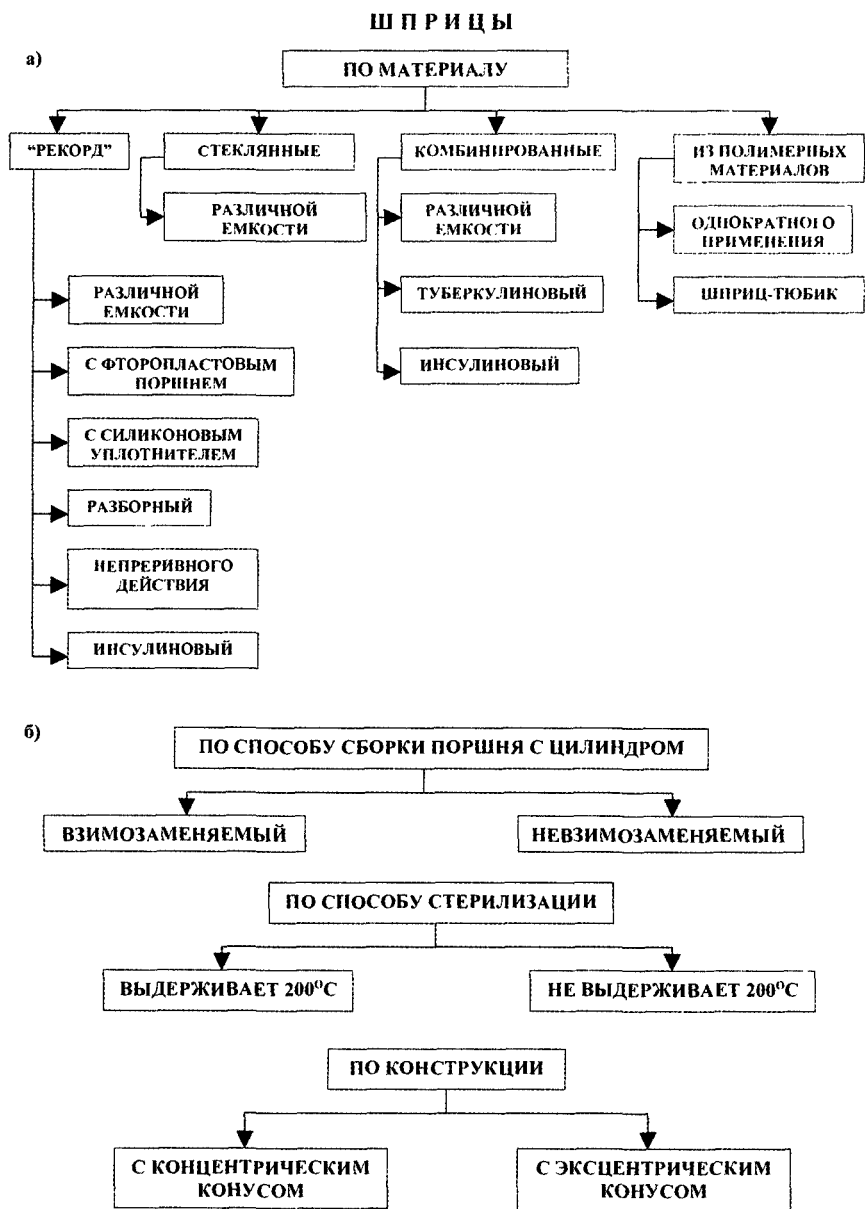 ШПРИЦЫ
а)
ПО МАТЕРИАЛУ
"РЕКОРД"
СТЕКЛЯННЫЕ
КОМБИНИРОВАННЫЕ
ИЗ ПОЛИМЕРНЫХ
МАТЕРИАЛОВ
РАЗЛИЧНОЙ
ЕМКОСТИ
РАЗЛИЧНОЙ
ЕМКОСТИ
ОДНОКРАТНОГО
ПРИМЕНЕНИЯ
РАЗЛИЧНОЙ
ЕМКОСТИ
ТУБЕРКУЛИНОВЫЙ
ШПРИЦ-ТЮБИК
С ФТОРОПЛАСТОВЫМ
ПОРШНЕМ
ИНСУЛИНОВЫЙ
С СИЛИКОНОВЫМ
УПЛОТНИТЕЛЕМ
РАЗБОРНЫЙ
НЕПРЕРИВНОГО
ДЕЙСТВИЯ
ИНСУЛИНОВЫЙ
б)
ПО СПОСОБУ СБОРКИ ПОРШНЯ С ЦИЛИНДРОМ
ВЗИМОЗАМЕНЯЕМЫЙ
НЕВЗИМОЗАМЕНЯЕМЫЙ
ПО СПОСОБУ СТЕРИЛИЗАЦИИ
ВЫДЕРЖИВАЕТ 200⁰С
НЕ ВЫДЕРЖИВАЕТ 200⁰С
ПО КОНСТРУКЦИИ
С КОНЦЕНТРИЧЕСКИМ
КОНУСОМ
С ЭКСЦЕНТРИЧЕСКИМ
КОНУСОМ